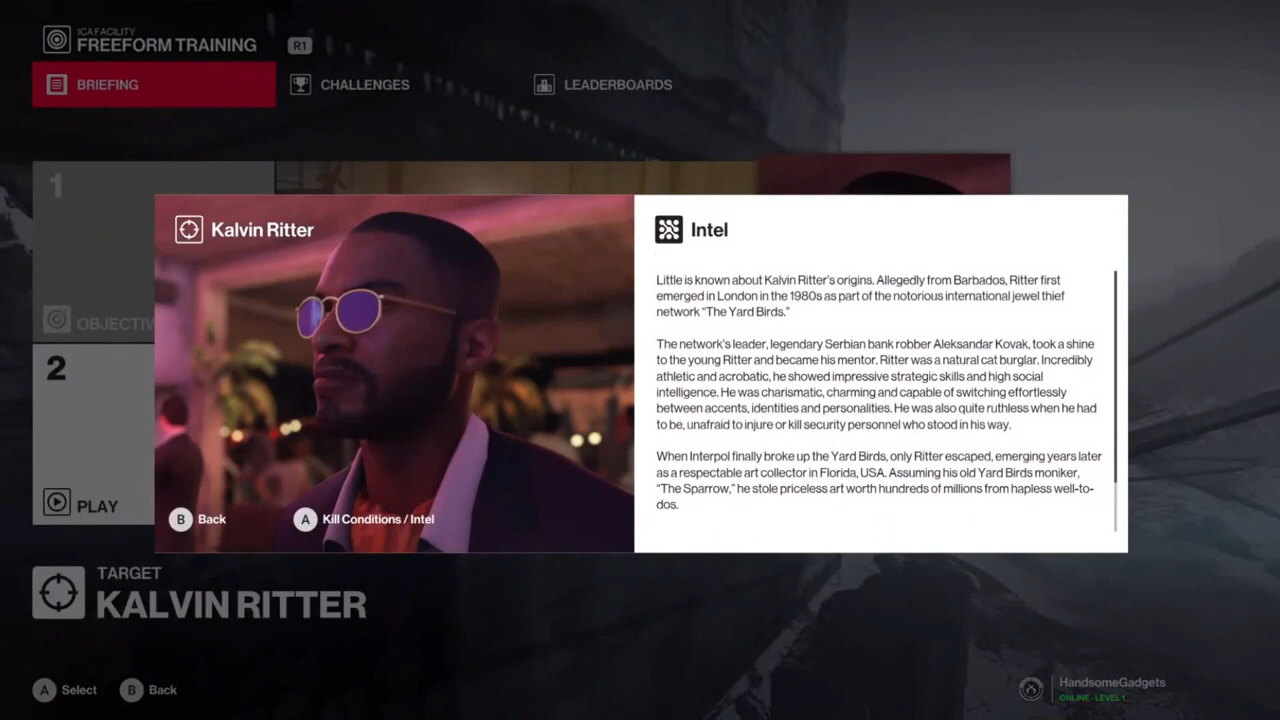 ICA FACILITY
FREEFORM TRAINING
R1
BRIEFING
CHALLENGES
LEADERBOARDS
1
OBJECTIV
2
PLAY
Kalvin Ritter
B Back
A Kill Conditions / Intel
Intel
Little is known about Kalvin Ritter's origins. Allegedly from Barbados, Ritter first
emerged in London in the 1980s as part of the notorious international jewel thief
network “The Yard Birds.”
The network's leader, legendary Serbian bank robber Aleksandar Kovak, took a shine
to the young Ritter and became his mentor. Ritter was a natural cat burglar. Incredibly
athletic and acrobatic, he showed impressive strategic skills and high social
intelligence. He was charismatic, charming and capable of switching effortlessly
between accents, identities and personalities. He was also quite ruthless when he had
to be, unafraid to injure or kill security personnel who stood in his way.
When Interpol finally broke up the Yard Birds, only Ritter escaped, emerging years later
as a respectable art collector in Florida, USA. Assuming his old Yard Birds moniker,
“The Sparrow,” he stole priceless art worth hundreds of millions from hapless well-to-
dos.
TARGET
KALVIN RITTER
A Select
B Back
HandsomeGadgets
ONLINE - LEVEL 1